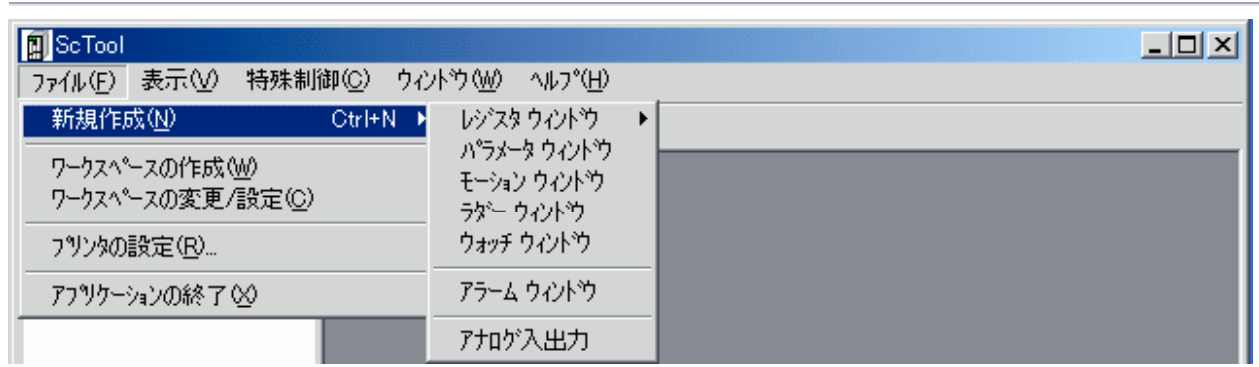 ScTool
ﾌｧｲﾙ(F) 表示(V) 特殊制御(C) ｳｨﾝﾄﾞｳ(W) ﾍﾙﾌﾟ(H)
新規作成(N) Ctrl+N
ﾜｰｸｽﾍﾟｰｽの作成(W)
ﾜｰｸｽﾍﾟｰｽの変更/設定(C)
ﾌﾟﾘﾝﾀの設定(R)...
ｱﾌﾟﾘｹｰｼｮﾝの終了(X)
ﾚｼﾞｽﾀ ｳｨﾝﾄﾞｳ
ﾊﾟﾗﾒｰﾀ ｳｨﾝﾄﾞｳ
ﾓｰｼｮﾝ ｳｨﾝﾄﾞｳ
ﾗﾀﾞｰ ｳｨﾝﾄﾞｳ
ｳｫｯﾁ ｳｨﾝﾄﾞｳ
ｱﾗｰﾑ ｳｨﾝﾄﾞｳ
ｱﾅﾛｸﾞ入出力